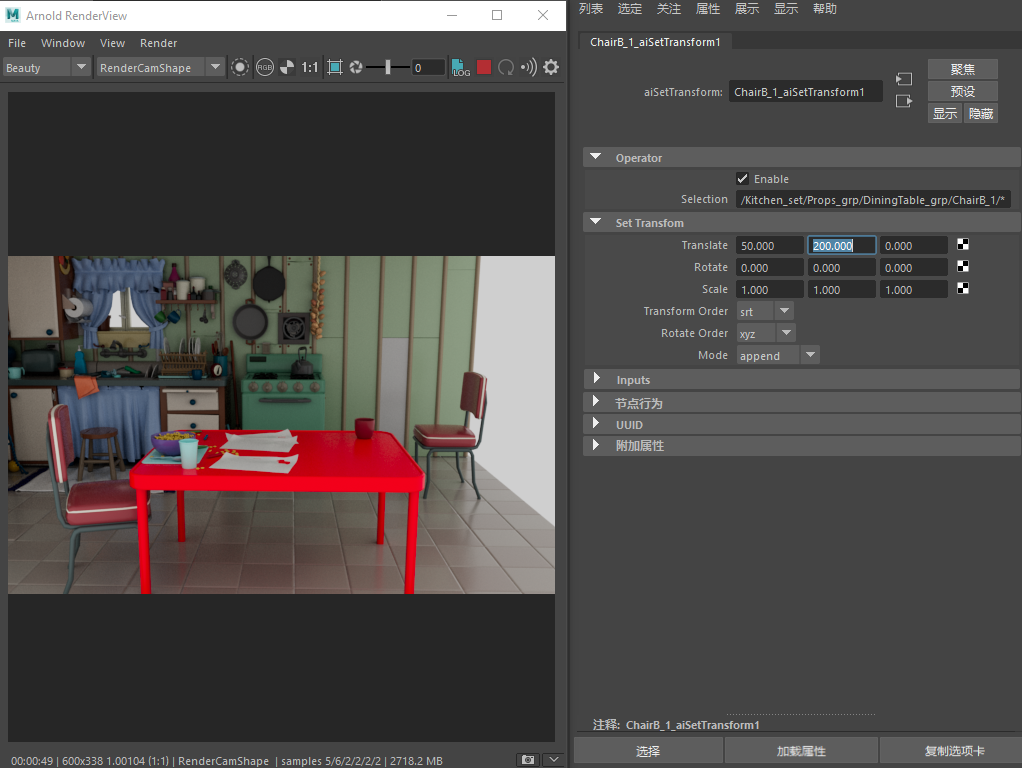 Arnold RenderView
File Window View Render
Beauty RenderCamShape RGB 1:1 0 LOG
00:00:49 | 600x338 1.00104 (1:1) | RenderCamShape | samples 5/6/2/2/2/2 | 2718.2 MB
列表 选定 关注 属性 展示 显示 帮助
ChairB_1_aiSetTransform1
aiSetTransform: ChairB_1_aiSetTransform1
聚焦
预设
显示 隐藏
Operator
Enable
Selection /Kitchen_set/Props_grp/DiningTable_grp/ChairB_1/*
Set Transfom
Translate 50.000 200.000 0.000
Rotate 0.000 0.000 0.000
Scale 1.000 1.000 1.000
Transform Order srt
Rotate Order xyz
Mode append
Inputs
节点行为
UUID
附加属性
注释: ChairB_1_aiSetTransform1
选择 加载属性 复制选项卡